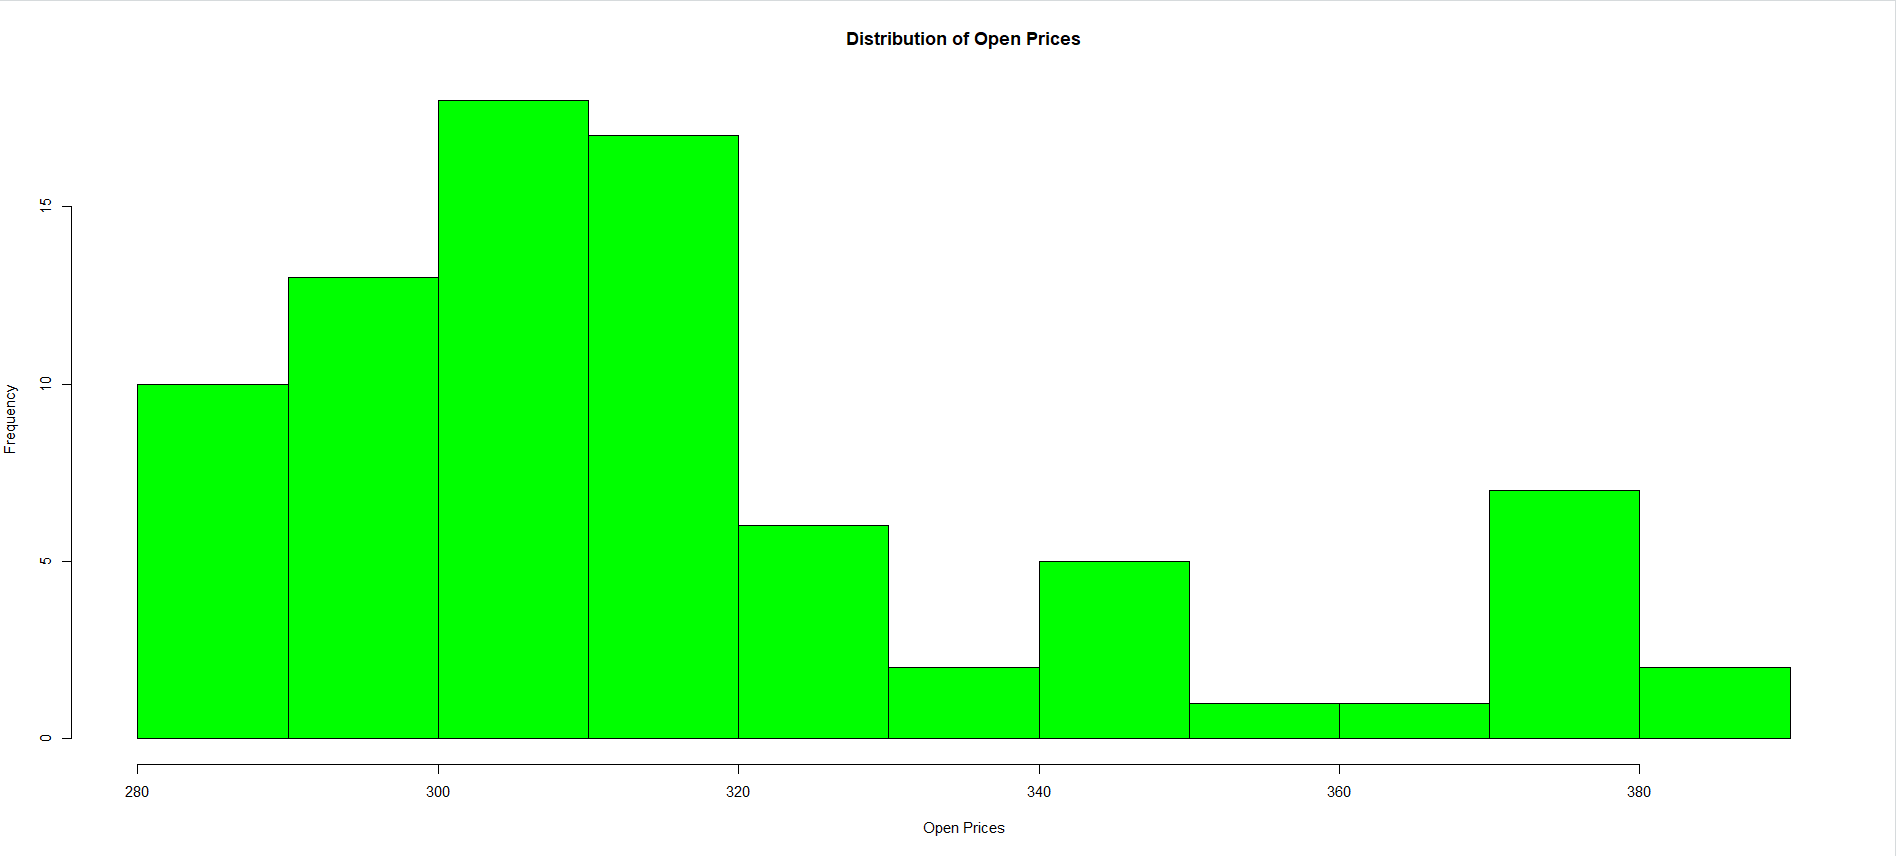 Distribution of Open Prices
15
10
5
0
Frequency
280 300 320 340 360 380
Open Prices